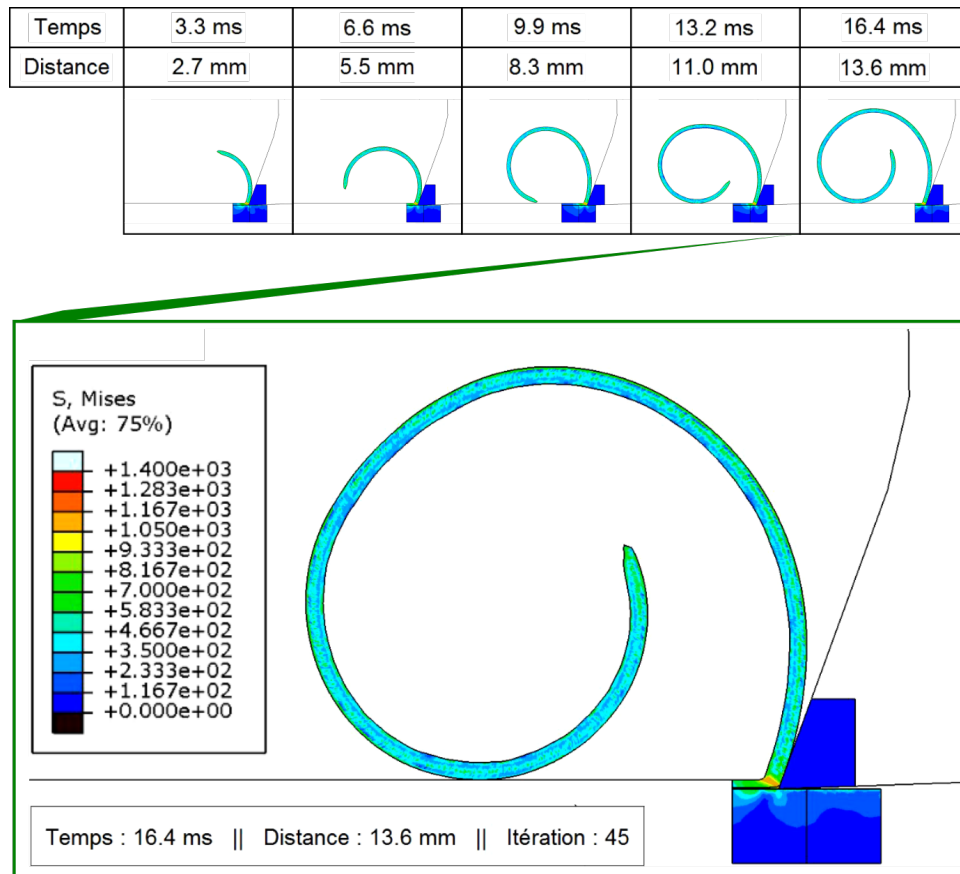 Temps 3.3 ms 6.6 ms 9.9 ms 13.2 ms 16.4 ms
Distance 2.7 mm 5.5 mm 8.3 mm 11.0 mm 13.6 mm
S, Mises
(Avg: 75%)
+1.400e+03
+1.283e+03
+1.167e+03
+1.050e+03
+9.333e+02
+8.167e+02
+7.000e+02
+5.833e+02
+4.667e+02
+3.500e+02
+2.333e+02
+1.167e+02
+0.000e+00
Temps : 16.4 ms || Distance : 13.6 mm || Itération : 45